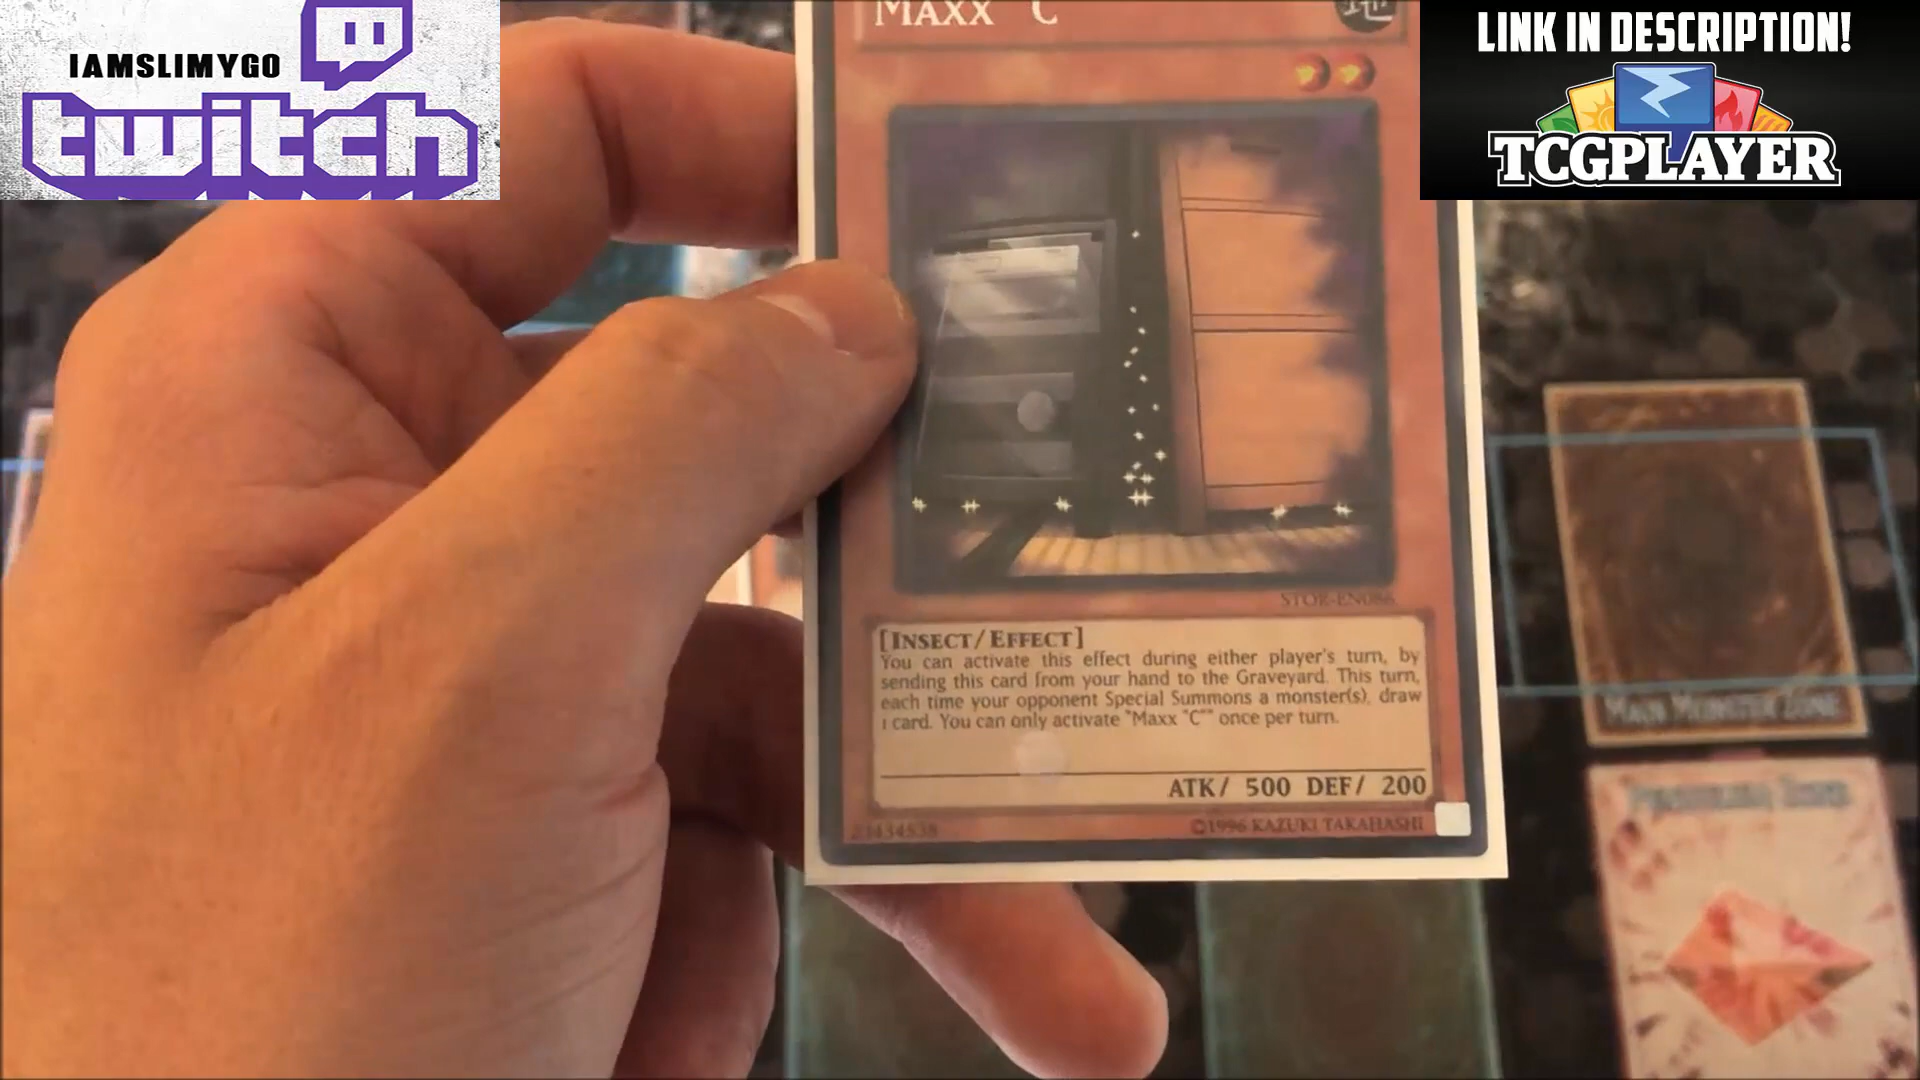 IAMSLIMYGO
twitch
MAXX "C"
地
LINK IN DESCRIPTION!
TCGPLAYER
STOR-EN086
[INSECT/EFFECT]
You can activate this effect during either player's turn, by
sending this card from your hand to the Graveyard. This turn,
each time your opponent Special Summons a monster(s), draw
1 card. You can only activate "Maxx "C"" once per turn.
ATK/ 500 DEF/ 200
©1996 KAZUKI TAKAHASHI
MAIN MONSTER ZONE